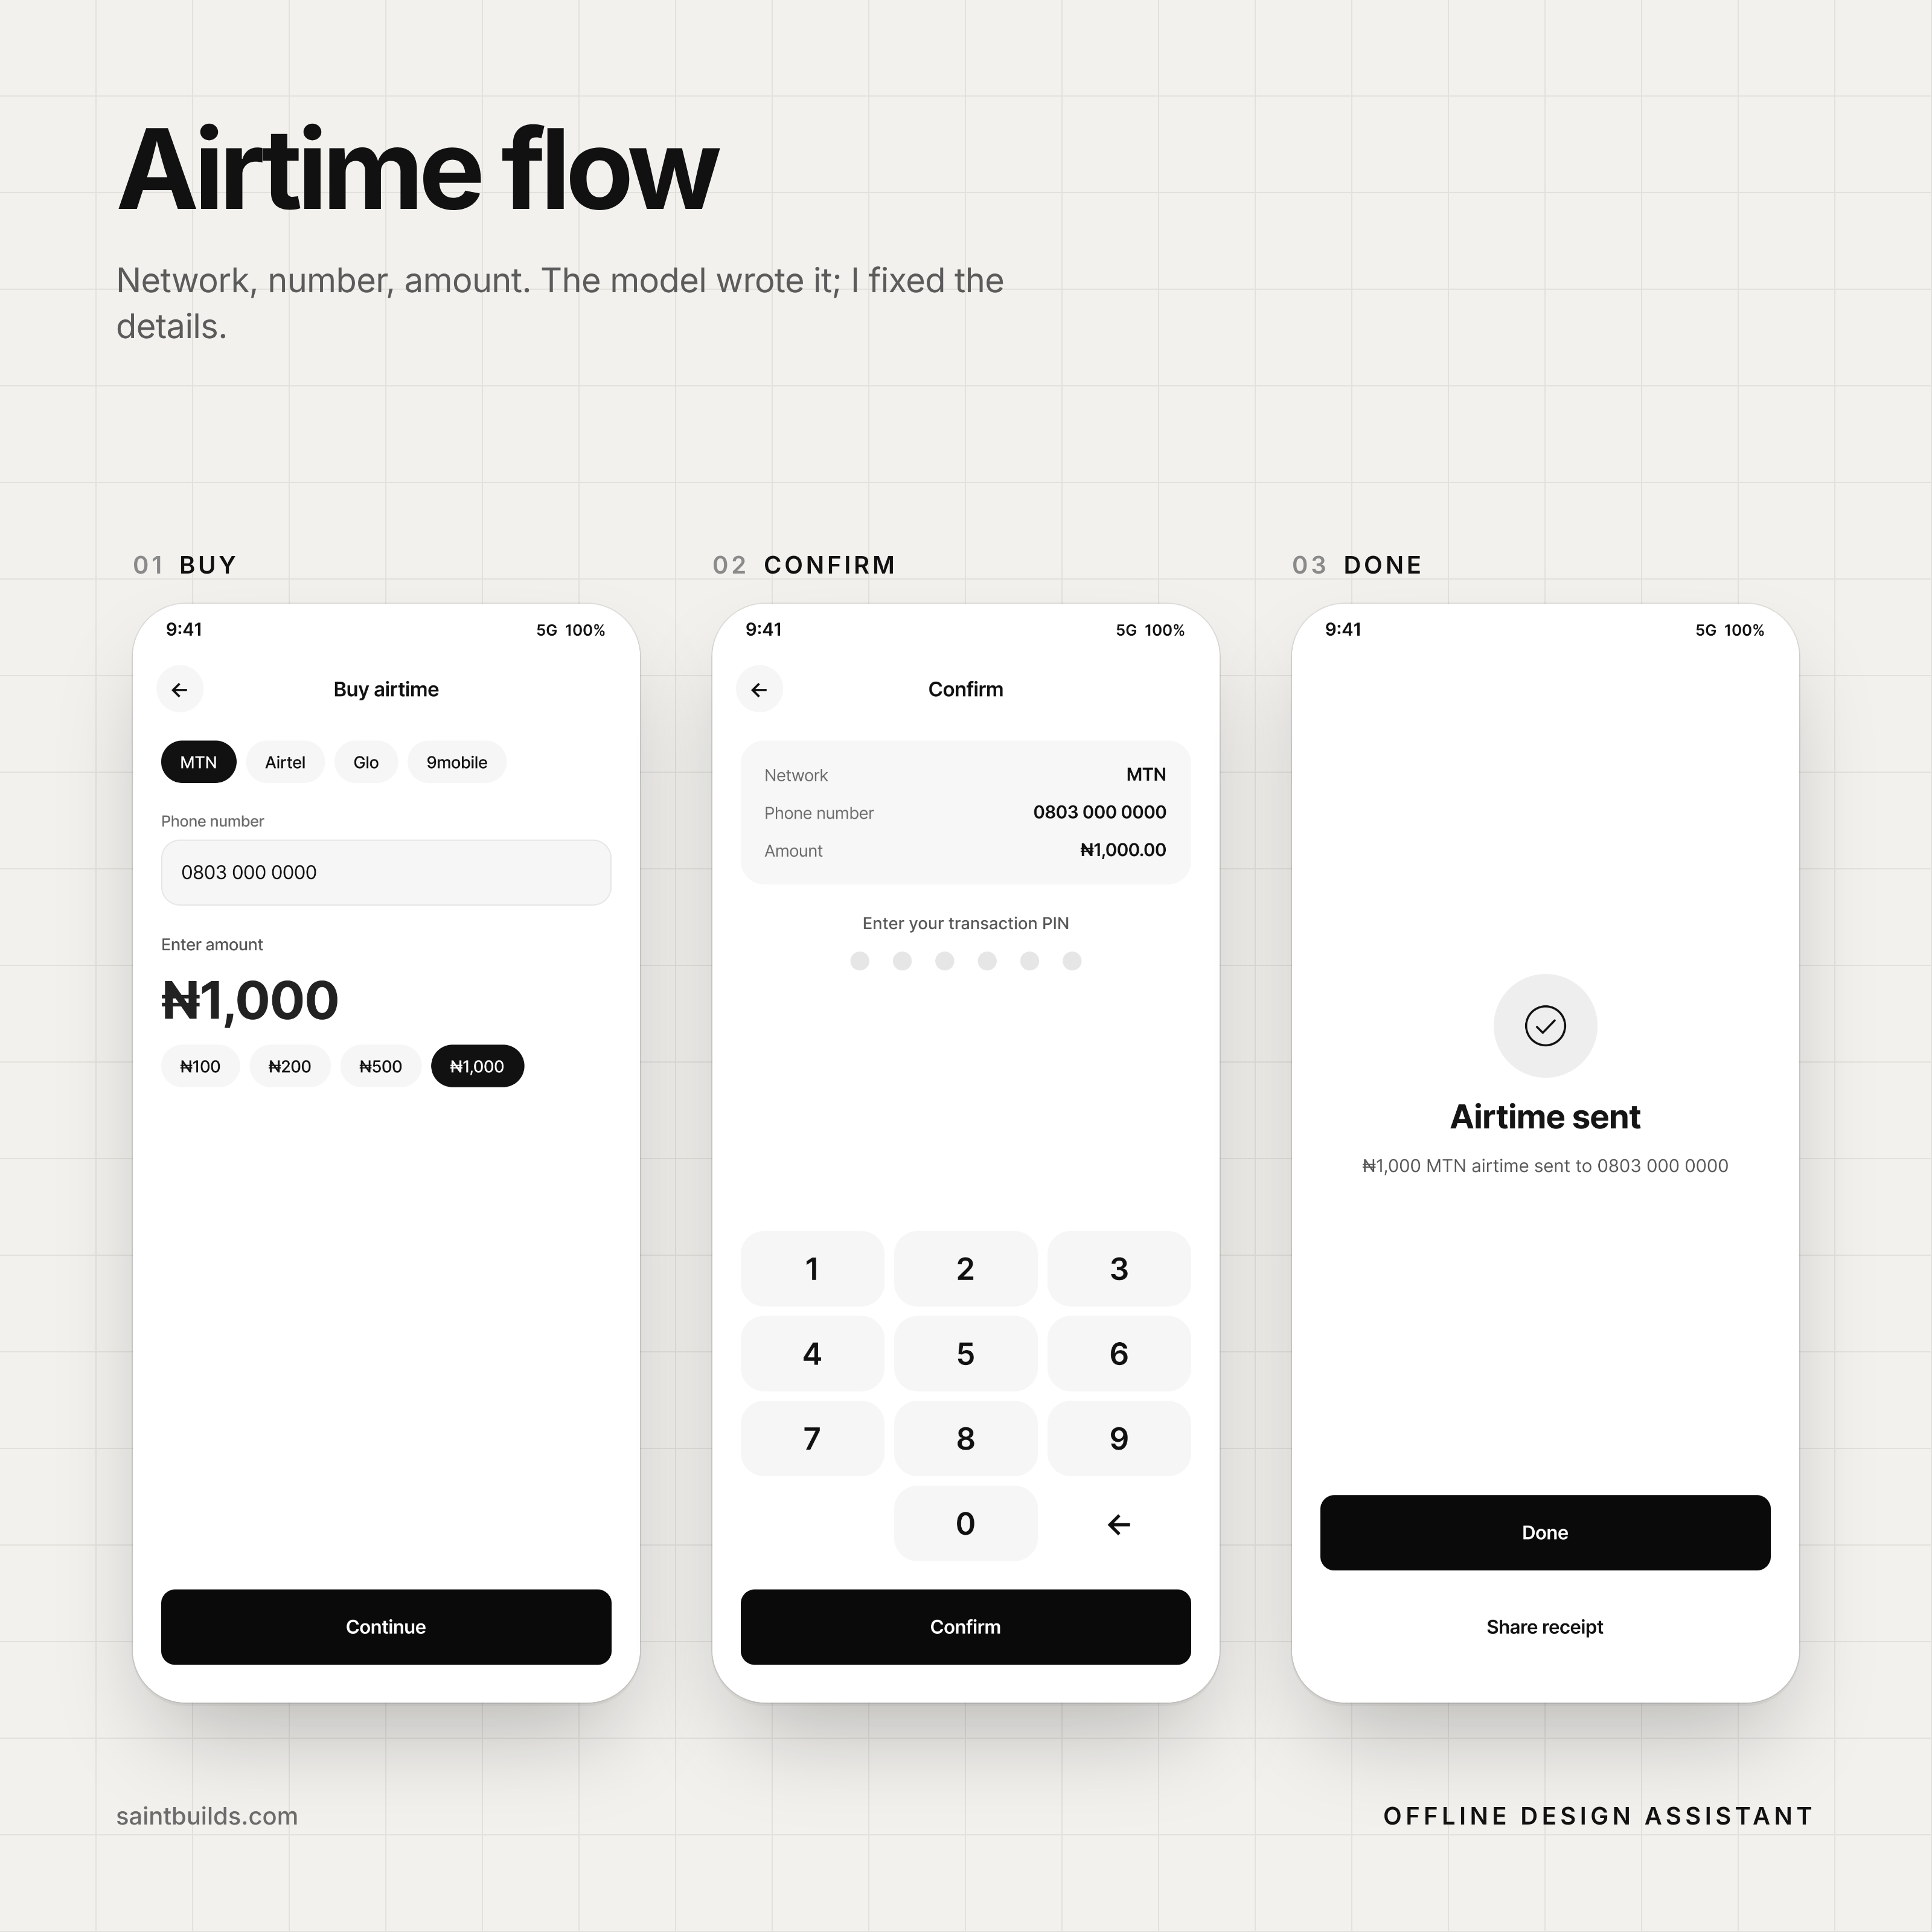 Airtime flow
Network, number, amount. The model wrote it; I fixed the
details.
01 BUY
9:41 5G 100%
←
Buy airtime
MTN Airtel Glo 9mobile
Phone number
0803 000 0000
Enter amount
₦1,000
₦100 ₦200 ₦500 ₦1,000
Continue
02 CONFIRM
9:41 5G 100%
←
Confirm
Network MTN
Phone number 0803 000 0000
Amount ₦1,000.00
Enter your transaction PIN
1 2 3
4 5 6
7 8 9
0 ←
Confirm
03 DONE
9:41 5G 100%
Airtime sent
₦1,000 MTN airtime sent to 0803 000 0000
Done
Share receipt
saintbuilds.com
OFFLINE DESIGN ASSISTANT